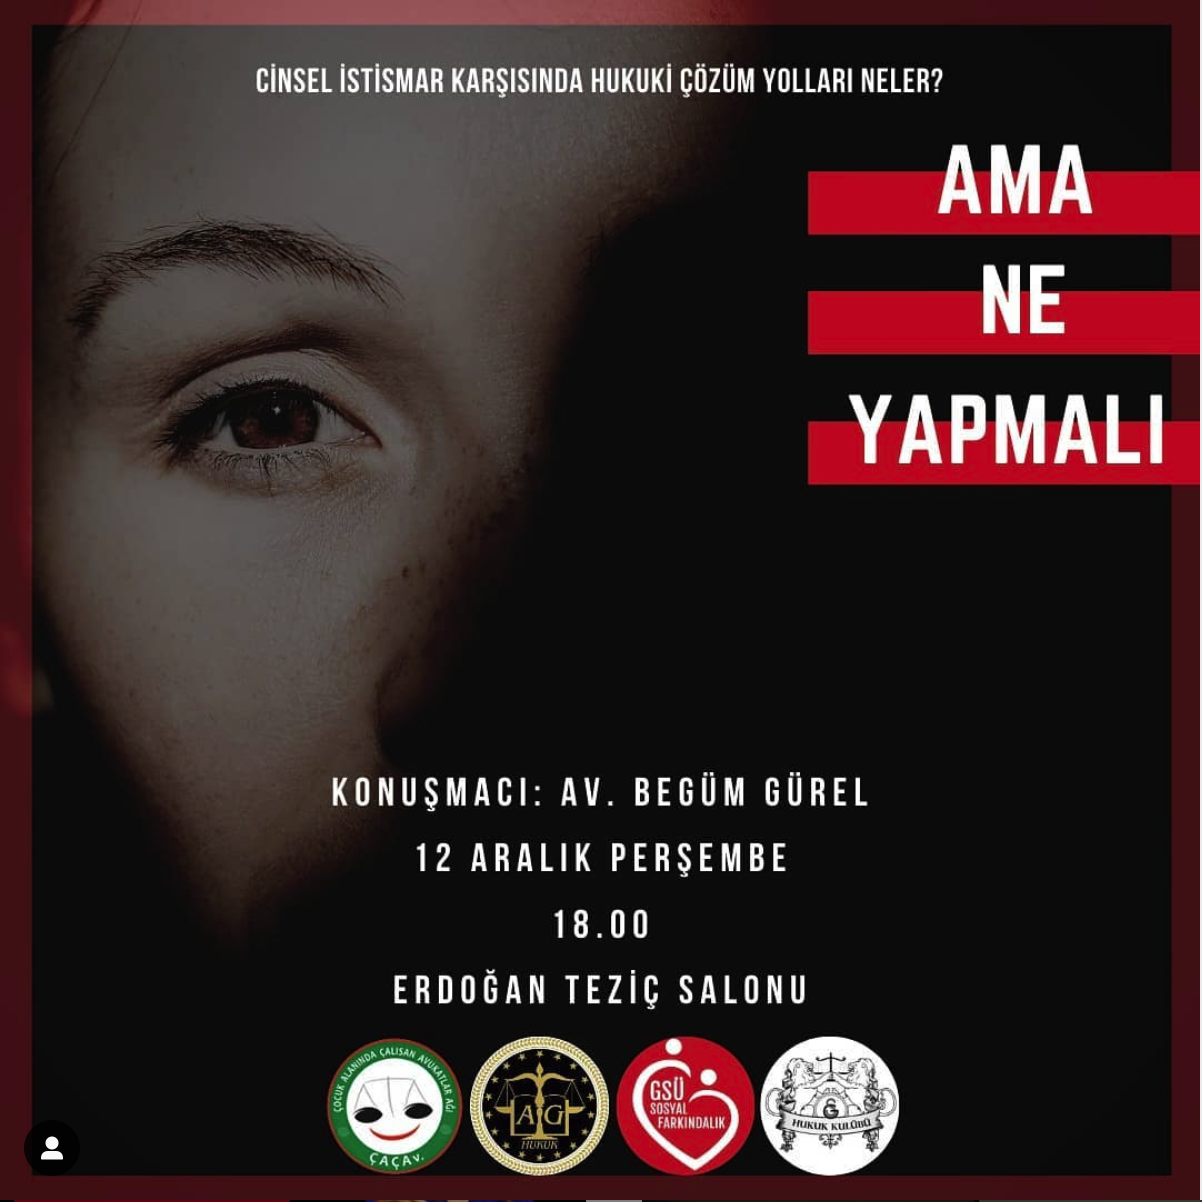 CİNSEL İSTİSMAR KARŞISINDA HUKUKİ ÇÖZÜM YOLLARI NELER?
AMA
NE
YAPMALI
KONUŞMACI: AV. BEGÜM GÜREL
12 ARALIK PERŞEMBE
18.00
ERDOĞAN TEZİÇ SALONU
ÇOCUK ALANINDA ÇALIŞAN AVUKATLAR AĞI
ÇAÇAV.
AG
HUKUK
GSÜ
SOSYAL
FARKINDALIK
HUKUK KULÜBÜ